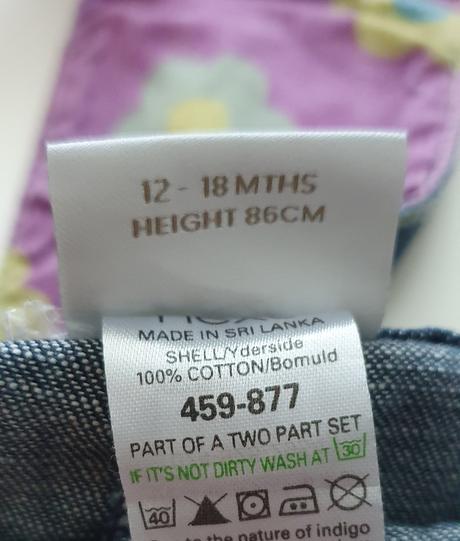 12 - 18 MTHS
HEIGHT 86CM
MADE IN SRI LANKA
SHELL/Yderside
100% COTTON/Bomuld
459-877
PART OF A TWO PART SET
IF IT'S NOT DIRTY WASH AT 30
40
to the nature of indigo